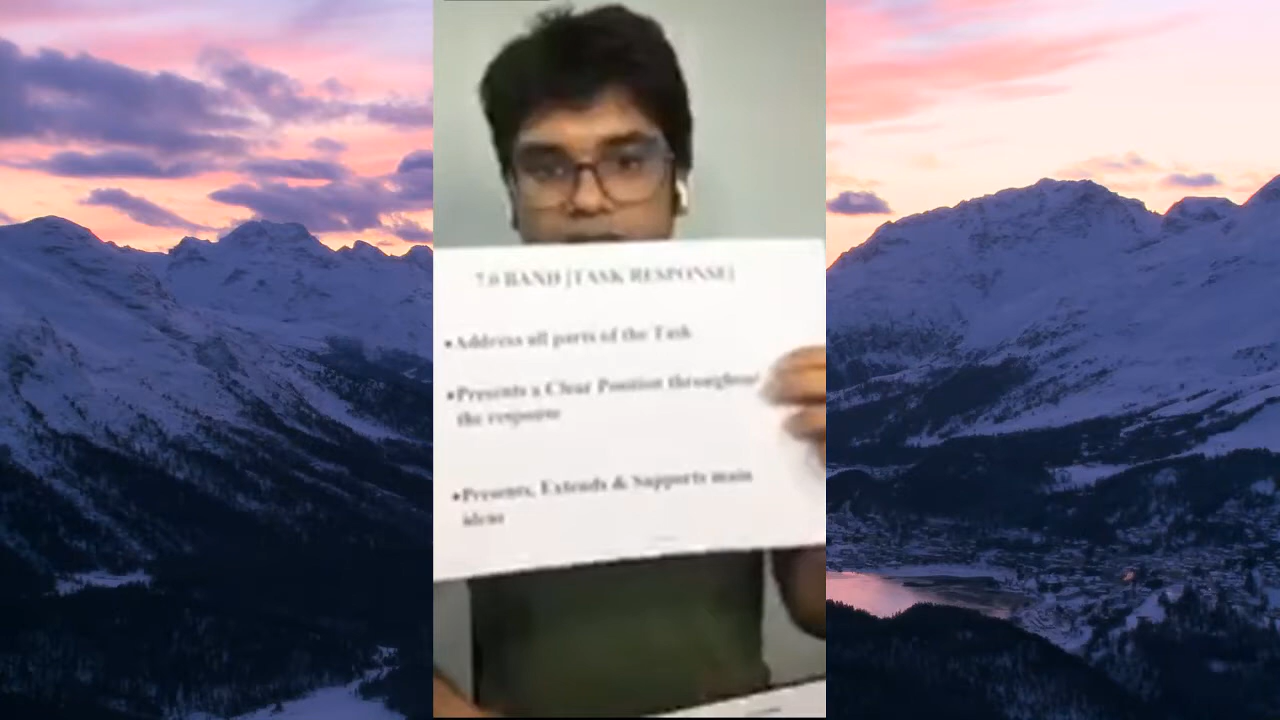 7.0 BAND [TASK RESPONSE]
•Address all parts of the Task
•Presents a Clear Position throughout
the response
•Presents, Extends & Supports main
ideas